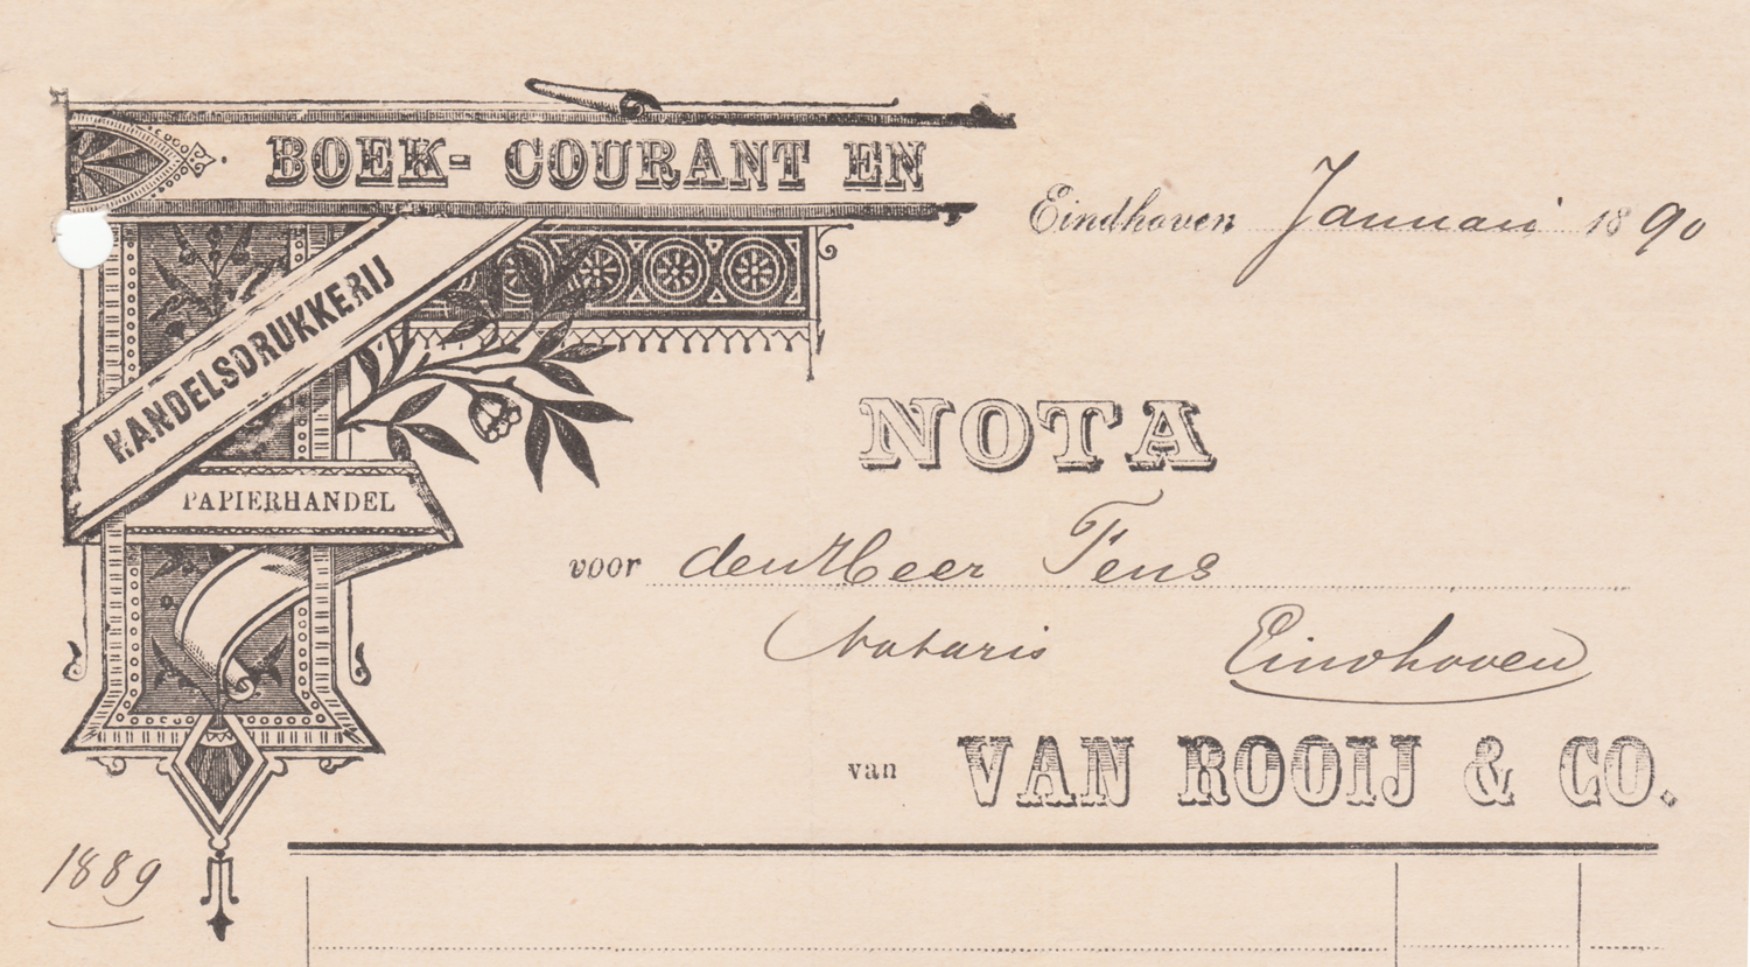 BOEK- COURANT EN
HANDELSDRUKKERIJ
PAPIERHANDEL
Eindhoven Januari 1890
NOTA
voor den Heer Fens
Notaris Eindhoven
van VAN ROOIJ & CO.
1889